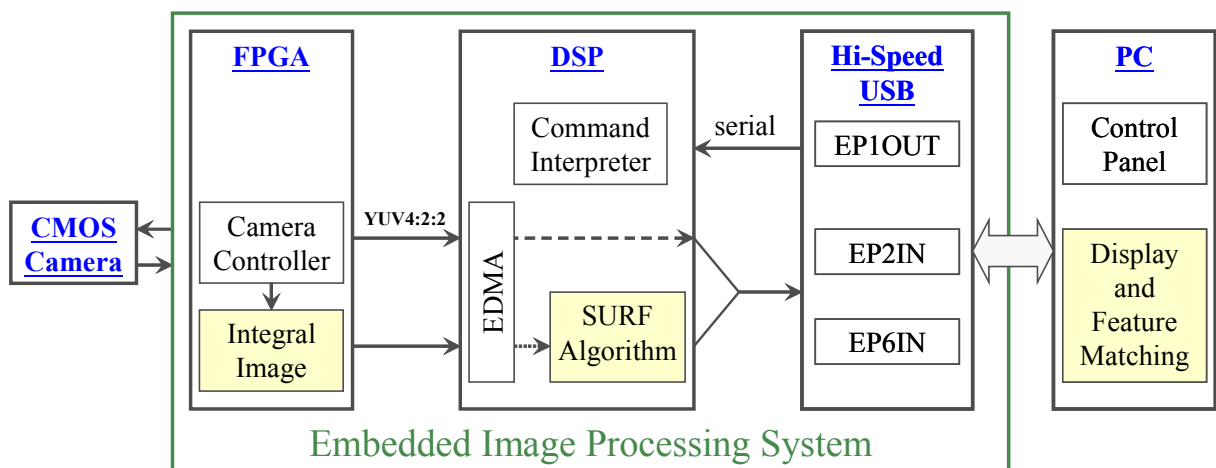 FPGA
Camera
Controller
Integral
Image
CMOS
Camera
YUV4:2:2
DSP
Command
Interpreter
EDMA
SURF
Algorithm
serial
Hi-Speed
USB
EP1OUT
EP2IN
EP6IN
PC
Control
Panel
Display
and
Feature
Matching
Embedded Image Processing System